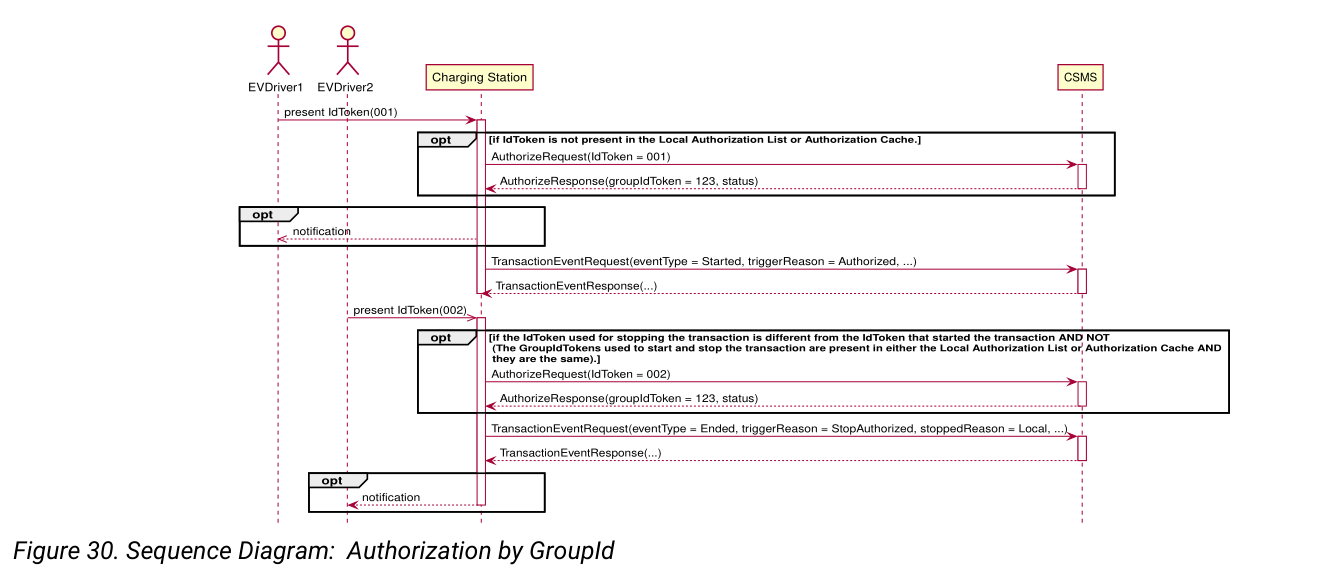 EVDriver1
EVDriver2
Charging Station
CSMS
present IdToken(001)
opt
[if IdToken is not present in the Local Authorization List or Authorization Cache.]
AuthorizeRequest(IdToken = 001)
AuthorizeResponse(groupIdToken = 123, status)
opt
notification
TransactionEventRequest(eventType = Started, triggerReason = Authorized, ...)
TransactionEventResponse(...)
present IdToken(002)
opt
[if the IdToken used for stopping the transaction is different from the IdToken that started the transaction AND NOT
(The GroupIdTokens used to start and stop the transaction are present in either the Local Authorization List or Authorization Cache AND
they are the same).]
AuthorizeRequest(IdToken = 002)
AuthorizeResponse(groupIdToken = 123, status)
TransactionEventRequest(eventType = Ended, triggerReason = StopAuthorized, stoppedReason = Local, ...)
TransactionEventResponse(...)
opt
notification
Figure 30. Sequence Diagram: Authorization by GroupId